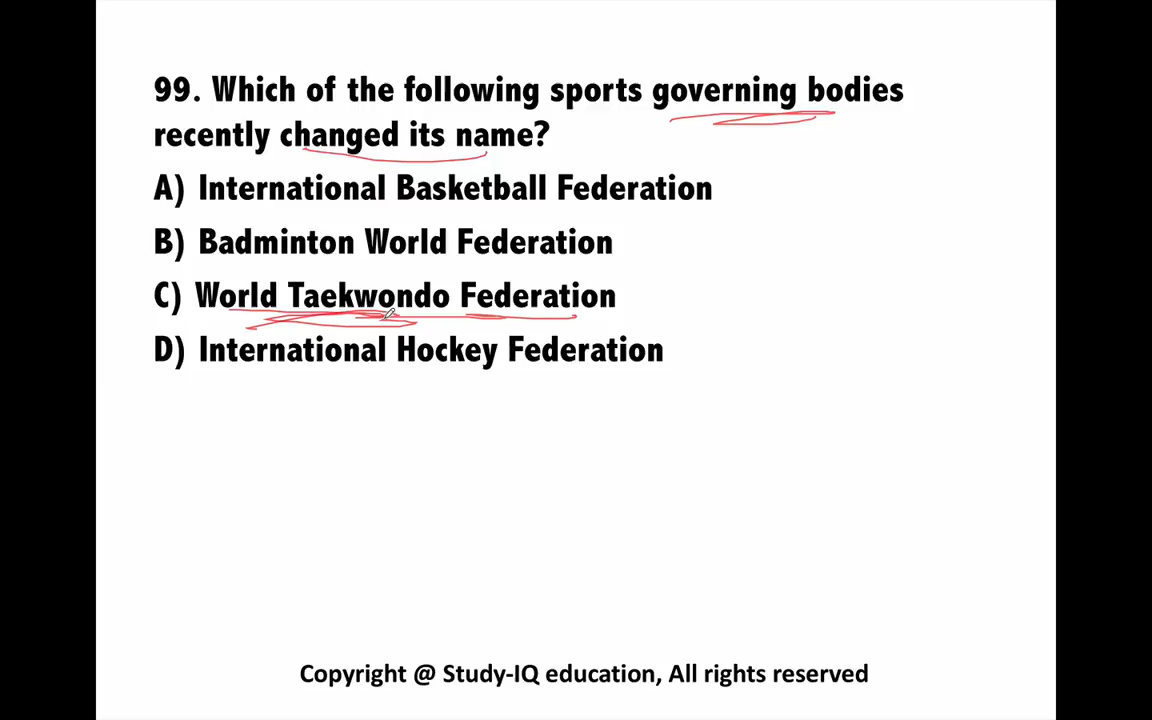 99. Which of the following sports governing bodies
recently changed its name?
A) International Basketball Federation
B) Badminton World Federation
C) World Taekwondo Federation
D) International Hockey Federation
Copyright @ Study-IQ education, All rights reserved